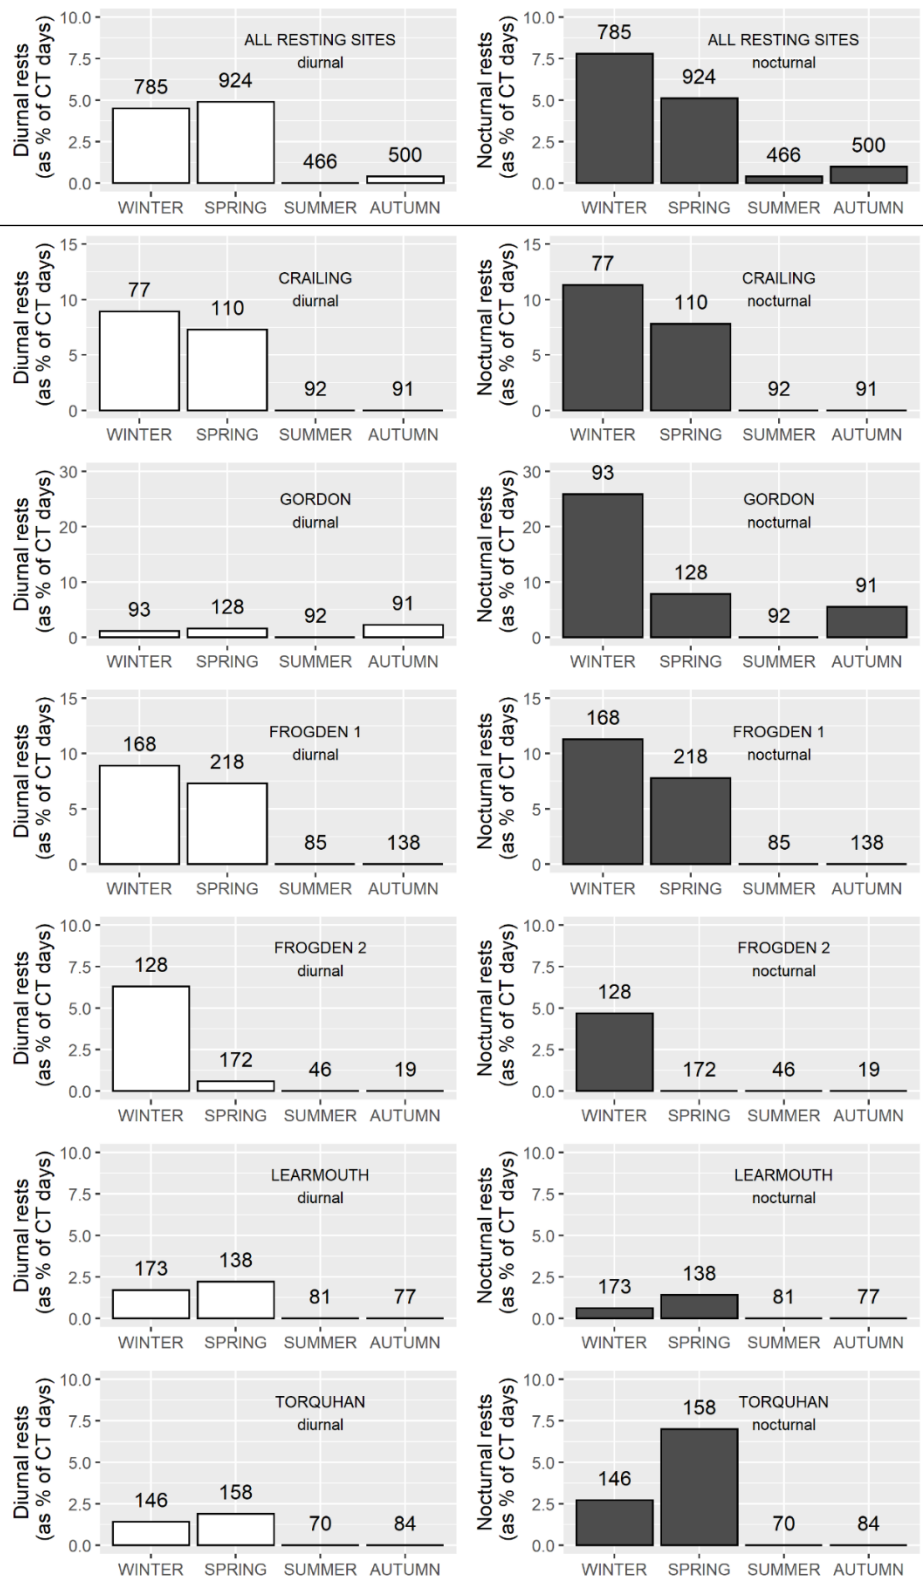 Diurnal rests
(as % of CT days)
10.0
7.5
5.0
2.5
0.0
ALL RESTING SITES
diurnal
785
924
466
500
WINTER SPRING SUMMER AUTUMN
Nocturnal rests
(as % of CT days)
10.0
7.5
5.0
2.5
0.0
ALL RESTING SITES
nocturnal
785
924
466
500
WINTER SPRING SUMMER AUTUMN
Diurnal rests
(as % of CT days)
15
10
5
0
CRAILING
diurnal
77
110
92
91
WINTER SPRING SUMMER AUTUMN
Nocturnal rests
(as % of CT days)
15
10
5
0
CRAILING
nocturnal
77
110
92
91
WINTER SPRING SUMMER AUTUMN
Diurnal rests
(as % of CT days)
30
20
10
0
GORDON
diurnal
93
128
92
91
WINTER SPRING SUMMER AUTUMN
Nocturnal rests
(as % of CT days)
30
20
10
0
GORDON
nocturnal
93
128
92
91
WINTER SPRING SUMMER AUTUMN
Diurnal rests
(as % of CT days)
15
10
5
0
FROGDEN 1
diurnal
168
218
85
138
WINTER SPRING SUMMER AUTUMN
Nocturnal rests
(as % of CT days)
15
10
5
0
FROGDEN 1
nocturnal
168
218
85
138
WINTER SPRING SUMMER AUTUMN
Diurnal rests
(as % of CT days)
10.0
7.5
5.0
2.5
0.0
FROGDEN 2
diurnal
128
172
46
19
WINTER SPRING SUMMER AUTUMN
Nocturnal rests
(as % of CT days)
10.0
7.5
5.0
2.5
0.0
FROGDEN 2
nocturnal
128
172
46
19
WINTER SPRING SUMMER AUTUMN
Diurnal rests
(as % of CT days)
10.0
7.5
5.0
2.5
0.0
LEARMOUTH
diurnal
173
138
81
77
WINTER SPRING SUMMER AUTUMN
Nocturnal rests
(as % of CT days)
10.0
7.5
5.0
2.5
0.0
LEARMOUTH
nocturnal
173
138
81
77
WINTER SPRING SUMMER AUTUMN
Diurnal rests
(as % of CT days)
10.0
7.5
5.0
2.5
0.0
TORQUHAN
diurnal
146
158
70
84
WINTER SPRING SUMMER AUTUMN
Nocturnal rests
(as % of CT days)
10.0
7.5
5.0
2.5
0.0
TORQUHAN
nocturnal
146
158
70
84
WINTER SPRING SUMMER AUTUMN